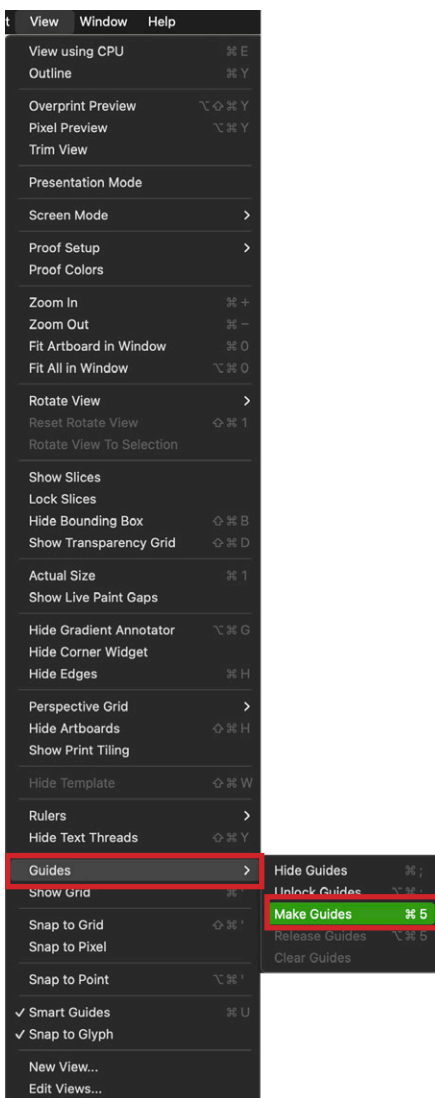 t View Window Help
View using CPU ⌘ E
Outline ⌘ Y
Overprint Preview ⌥⇧⌘ Y
Pixel Preview ⌥⌘ Y
Trim View
Presentation Mode
Screen Mode >
Proof Setup >
Proof Colors
Zoom In ⌘ +
Zoom Out ⌘ −
Fit Artboard in Window ⌘ 0
Fit All in Window ⌥⌘ 0
Rotate View >
Reset Rotate View ⇧⌘ 1
Rotate View To Selection
Show Slices
Lock Slices
Hide Bounding Box ⇧⌘ B
Show Transparency Grid ⇧⌘ D
Actual Size ⌘ 1
Show Live Paint Gaps
Hide Gradient Annotator ⌥⌘ G
Hide Corner Widget
Hide Edges ⌘ H
Perspective Grid >
Hide Artboards ⇧⌘ H
Show Print Tiling
Hide Template ⇧⌘ W
Rulers >
Hide Text Threads ⇧⌘ Y
Guides >
Show Grid ⌘ '
Snap to Grid ⇧⌘ '
Snap to Pixel
Snap to Point ⌥⌘ '
✓ Smart Guides ⌘ U
✓ Snap to Glyph
New View...
Edit Views...
Hide Guides ⌘ ;
Unlock Guides ⌥⌘ ;
Make Guides ⌘ 5
Release Guides ⌥⌘ 5
Clear Guides